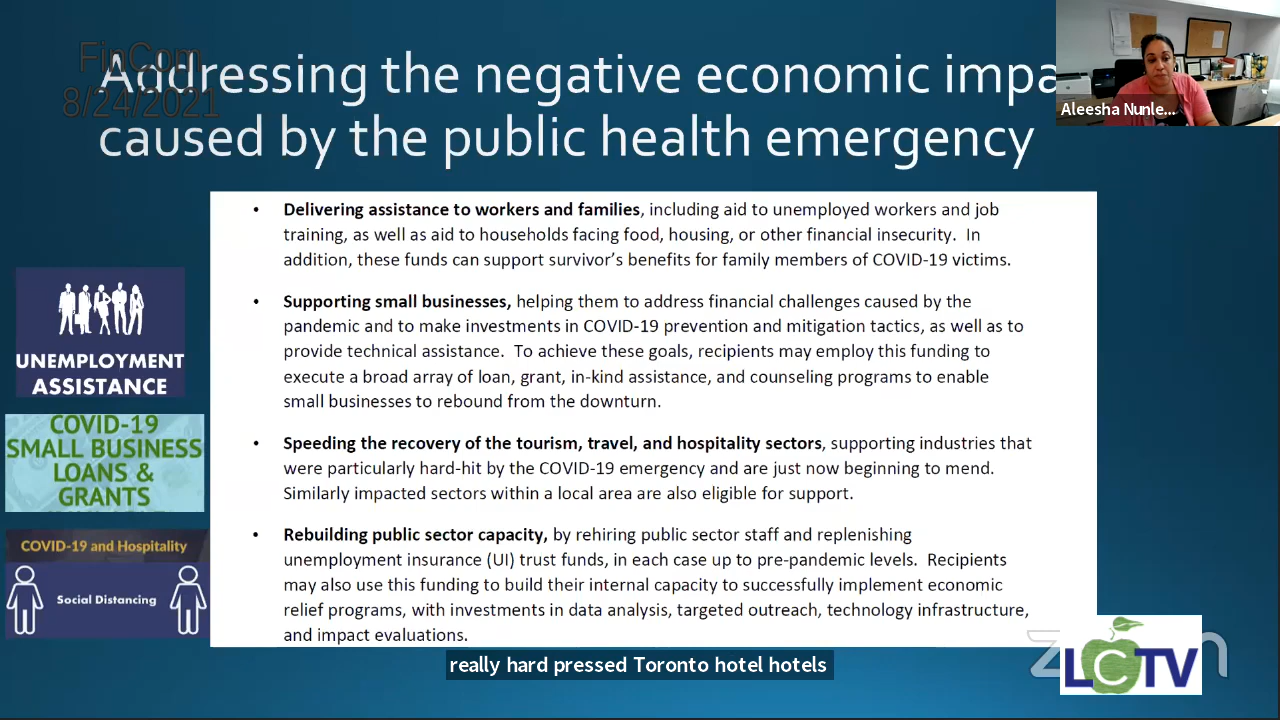 FinCom
8/24/2021
Addressing the negative economic impa
caused by the public health emergency
Aleesha Nunle...
• Delivering assistance to workers and families, including aid to unemployed workers and job
training, as well as aid to households facing food, housing, or other financial insecurity. In
addition, these funds can support survivor's benefits for family members of COVID-19 victims.
• Supporting small businesses, helping them to address financial challenges caused by the
pandemic and to make investments in COVID-19 prevention and mitigation tactics, as well as to
provide technical assistance. To achieve these goals, recipients may employ this funding to
execute a broad array of loan, grant, in-kind assistance, and counseling programs to enable
small businesses to rebound from the downturn.
• Speeding the recovery of the tourism, travel, and hospitality sectors, supporting industries that
were particularly hard-hit by the COVID-19 emergency and are just now beginning to mend.
Similarly impacted sectors within a local area are also eligible for support.
• Rebuilding public sector capacity, by rehiring public sector staff and replenishing
unemployment insurance (UI) trust funds, in each case up to pre-pandemic levels. Recipients
may also use this funding to build their internal capacity to successfully implement economic
relief programs, with investments in data analysis, targeted outreach, technology infrastructure,
and impact evaluations.
UNEMPLOYMENT
ASSISTANCE
COVID-19
SMALL BUSINESS
LOANS &
GRANTS
COVID-19 and Hospitality
Social Distancing
really hard pressed Toronto hotel hotels
LCTV